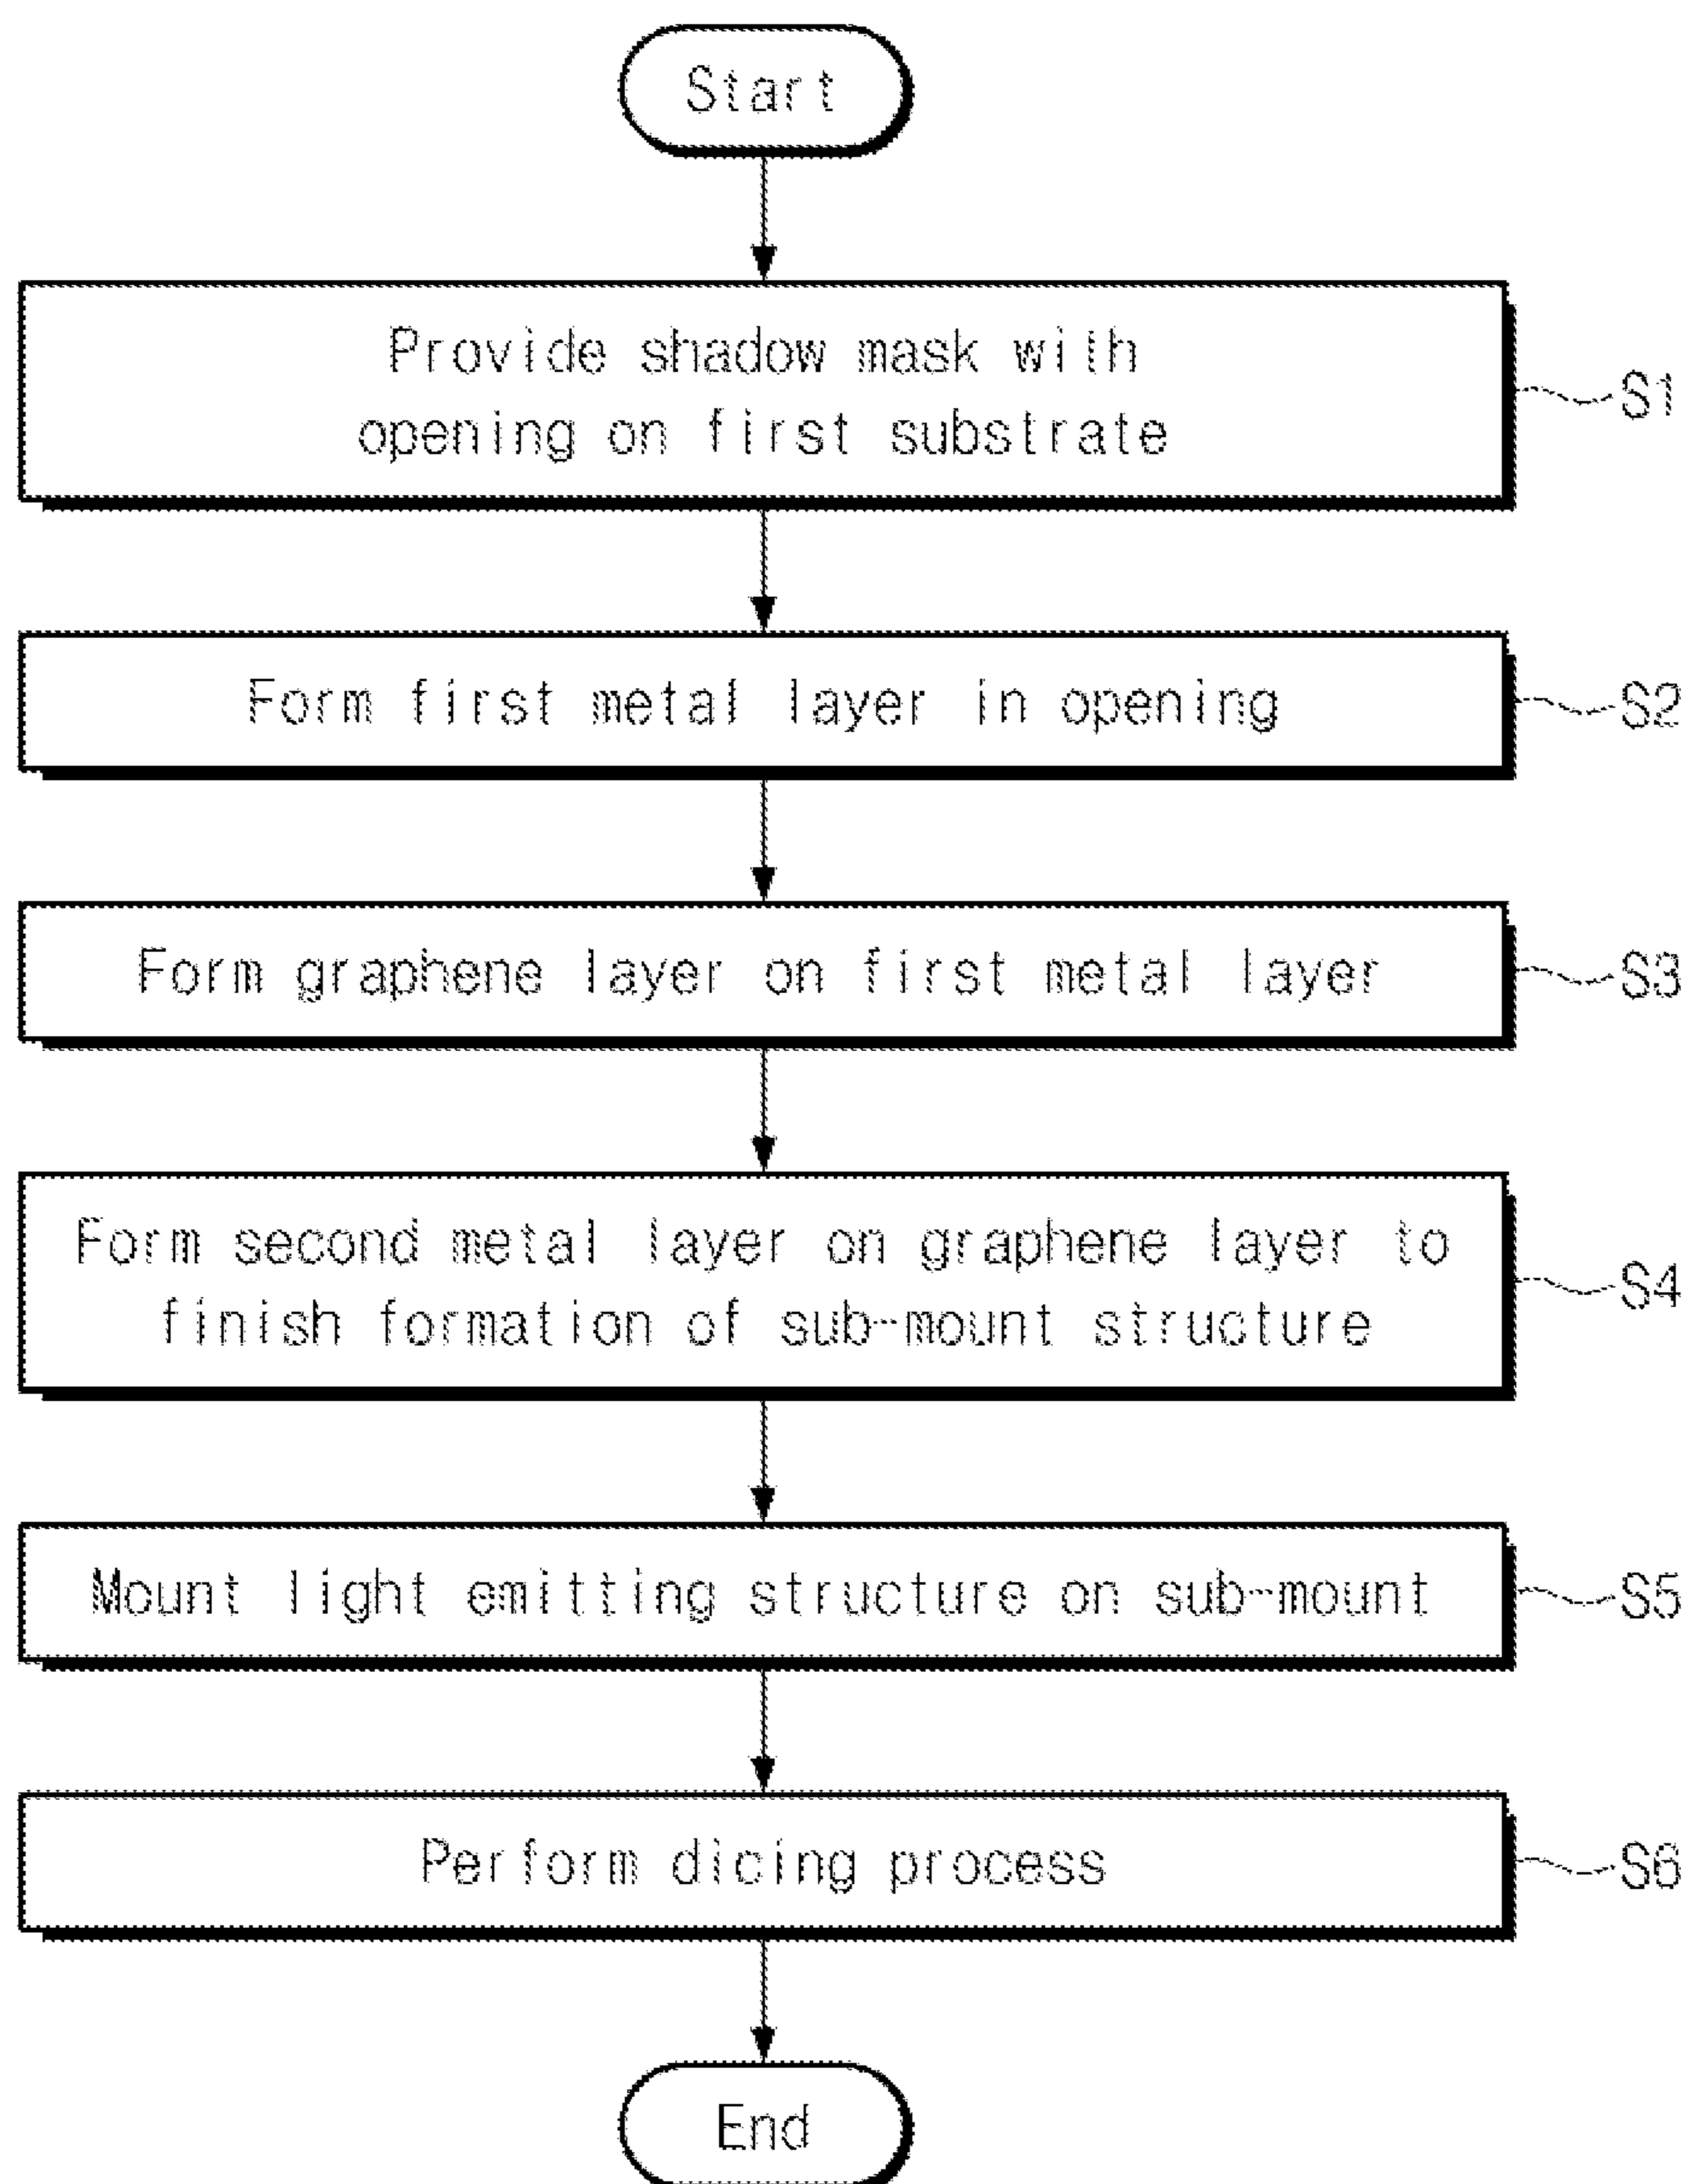 Start
Provide shadow mask with
opening on first substrate
S1
Form first metal layer in opening
S2
Form graphene layer on first metal layer
S3
Form second metal layer on graphene layer to
finish formation of sub-mount structure
S4
Mount light emitting structure on sub-mount
S5
Perform dicing process
S6
End